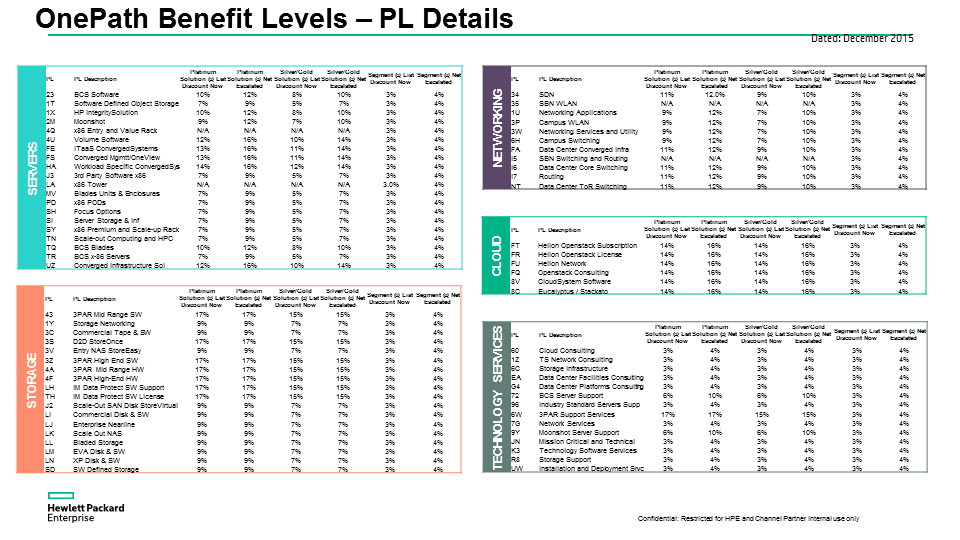 OnePath Benefit Levels – PL Details
Dated: December 2015
SERVERS
PL PL Description Platinum Solution (s) List Discount Now Platinum Solution (s) Net Escalated Silver/Gold Solution (s) List Discount Now Silver/Gold Solution (s) Net Escalated Segment (s) List Discount Now Segment (s) Net Escalated
23 BCS Software 10% 12% 8% 10% 3% 4%
1T Software Defined Object Storage 7% 9% 5% 7% 3% 4%
1X HP IntegritySolution 10% 12% 8% 10% 3% 4%
2M Moonshot 9% 12% 7% 10% 3% 4%
4Q x86 Entry and Value Rack N/A N/A N/A N/A 3% 4%
4U Volume Software 12% 16% 10% 14% 3% 4%
FE ITaaS ConvergedSystems 13% 16% 11% 14% 3% 4%
FS Converged Mgmtt/OneView 13% 16% 11% 14% 3% 4%
HA Workload Specific ConvergedSys 14% 16% 12% 14% 3% 4%
J3 3rd Party Software x86 7% 9% 5% 7% 3% 4%
LA x86 Tower N/A N/A N/A N/A 3.0% 4%
MV Blades Units & Enclosures 7% 9% 5% 7% 3% 4%
PD x86 PODs 7% 9% 5% 7% 3% 4%
SH Focus Options 7% 9% 5% 7% 3% 4%
SI Server Storage & Inf 7% 9% 5% 7% 3% 4%
SY x86 Premium and Scale-up Rack 7% 9% 5% 7% 3% 4%
TN Scale-out Computing and HPC 7% 9% 5% 7% 3% 4%
TQ BCS Blades 10% 12% 8% 10% 3% 4%
TR BCS x-86 Servers 7% 9% 5% 7% 3% 4%
UZ Converged Infrastructure Sol 12% 16% 10% 14% 3% 4%
STORAGE
PL PL Description Platinum Solution (s) List Discount Now Platinum Solution (s) Net Escalated Silver/Gold Solution (s) List Discount Now Silver/Gold Solution (s) Net Escalated Segment (s) List Discount Now Segment (s) Net Escalated
43 3PAR Mid Range SW 17% 17% 15% 15% 3% 4%
1Y Storage Networking 9% 9% 7% 7% 3% 4%
3C Commercial Tape & SW 9% 9% 7% 7% 3% 4%
3S D2D StoreOnce 17% 17% 15% 15% 3% 4%
3V Entry NAS StoreEasy 9% 9% 7% 7% 3% 4%
3Z 3PAR High End SW 17% 17% 15% 15% 3% 4%
4A 3PAR Mid Range HW 17% 17% 15% 15% 3% 4%
4F 3PAR High-End HW 17% 17% 15% 15% 3% 4%
LH IM Data Protect SW Support 17% 17% 15% 15% 3% 4%
TH IM Data Protect SW License 17% 17% 15% 15% 3% 4%
J2 Scale-Out SAN Disk StoreVirtual 9% 9% 7% 7% 3% 4%
LI Commercial Disk & SW 9% 9% 7% 7% 3% 4%
LJ Enterprise Nearline 9% 9% 7% 7% 3% 4%
LK Scale Out NAS 9% 9% 7% 7% 3% 4%
LL Bladed Storage 9% 9% 7% 7% 3% 4%
LM EVA Disk & SW 9% 9% 7% 7% 3% 4%
LN XP Disk & SW 9% 9% 7% 7% 3% 4%
SD SW Defined Storage 9% 9% 7% 7% 3% 4%
NETWORKING
PL PL Description Platinum Solution (s) List Discount Now Platinum Solution (s) Net Escalated Silver/Gold Solution (s) List Discount Now Silver/Gold Solution (s) Net Escalated Segment (s) List Discount Now Segment (s) Net Escalated
34 SDN 11% 12.0% 9% 10% 3% 4%
35 SBN WLAN N/A N/A N/A N/A 3% 4%
1U Networking Applications 9% 12% 7% 10% 3% 4%
3P Campus WLAN 9% 12% 7% 10% 3% 4%
3W Networking Services and Utility 9% 12% 7% 10% 3% 4%
6H Campus Switching 9% 12% 7% 10% 3% 4%
FA Data Center Converged Infra 11% 12% 9% 10% 3% 4%
I5 SBN Switching and Routing N/A N/A N/A N/A 3% 4%
I6 Data Center Core Switching 11% 12% 9% 10% 3% 4%
I7 Routing 11% 12% 9% 10% 3% 4%
NT Data Center ToR Switching 11% 12% 9% 10% 3% 4%
CLOUD
PL PL Description Platinum Solution (s) List Discount Now Platinum Solution (s) Net Escalated Silver/Gold Solution (s) List Discount Now Silver/Gold Solution (s) Net Escalated Segment (s) List Discount Now Segment (s) Net Escalated
FT Helion Openstack Subscription 14% 16% 14% 16% 3% 4%
FR Helion Openstack License 14% 16% 14% 16% 3% 4%
FU Helion Network 14% 16% 14% 16% 3% 4%
FQ Openstack Consulting 14% 16% 14% 16% 3% 4%
8V CloudSystem Software 14% 16% 14% 16% 3% 4%
8C Eucalyptus / Stackato 14% 16% 14% 16% 3% 4%
TECHNOLOGY SERVICES
PL PL Description Platinum Solution (s) List Discount Now Platinum Solution (s) Net Escalated Silver/Gold Solution (s) List Discount Now Silver/Gold Solution (s) Net Escalated Segment (s) List Discount Now Segment (s) Net Escalated
60 Cloud Consulting 3% 4% 3% 4% 3% 4%
1Z TS Network Consulting 3% 4% 3% 4% 3% 4%
6C Storage Infrastructure 3% 4% 3% 4% 3% 4%
EA Data Center Facilities Consulting 3% 4% 3% 4% 3% 4%
G4 Data Center Platforms Consulting 3% 4% 3% 4% 3% 4%
72 BCS Server Support 6% 10% 6% 10% 3% 4%
96 Industry Standard Servers Supp 3% 4% 3% 4% 3% 4%
6W 3PAR Support Services 17% 17% 15% 15% 3% 4%
7G Network Services 3% 4% 3% 4% 3% 4%
9Y Moonshot Server Support 6% 10% 6% 10% 3% 4%
JN Mission Critical and Technical 3% 4% 3% 4% 3% 4%
K3 Technology Software Services 3% 4% 3% 4% 3% 4%
R8 Storage Support 3% 4% 3% 4% 3% 4%
UW Installation and Deployment Srvc 3% 4% 3% 4% 3% 4%
Hewlett Packard
Enterprise
Confidential: Restricted for HPE and Channel Partner Internal use only